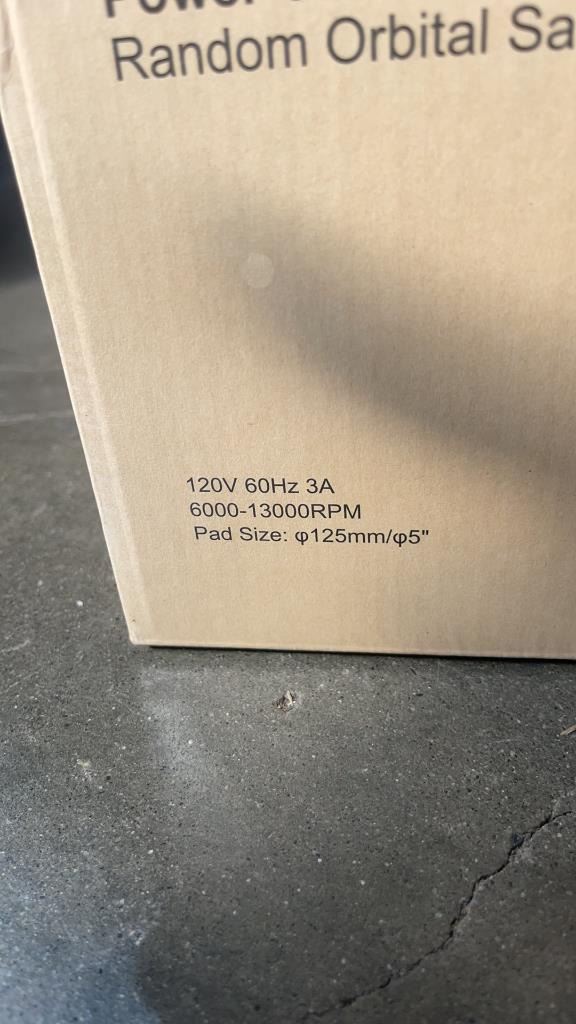 Random Orbital Sa
120V 60Hz 3A
6000-13000RPM
Pad Size: φ125mm/φ5"